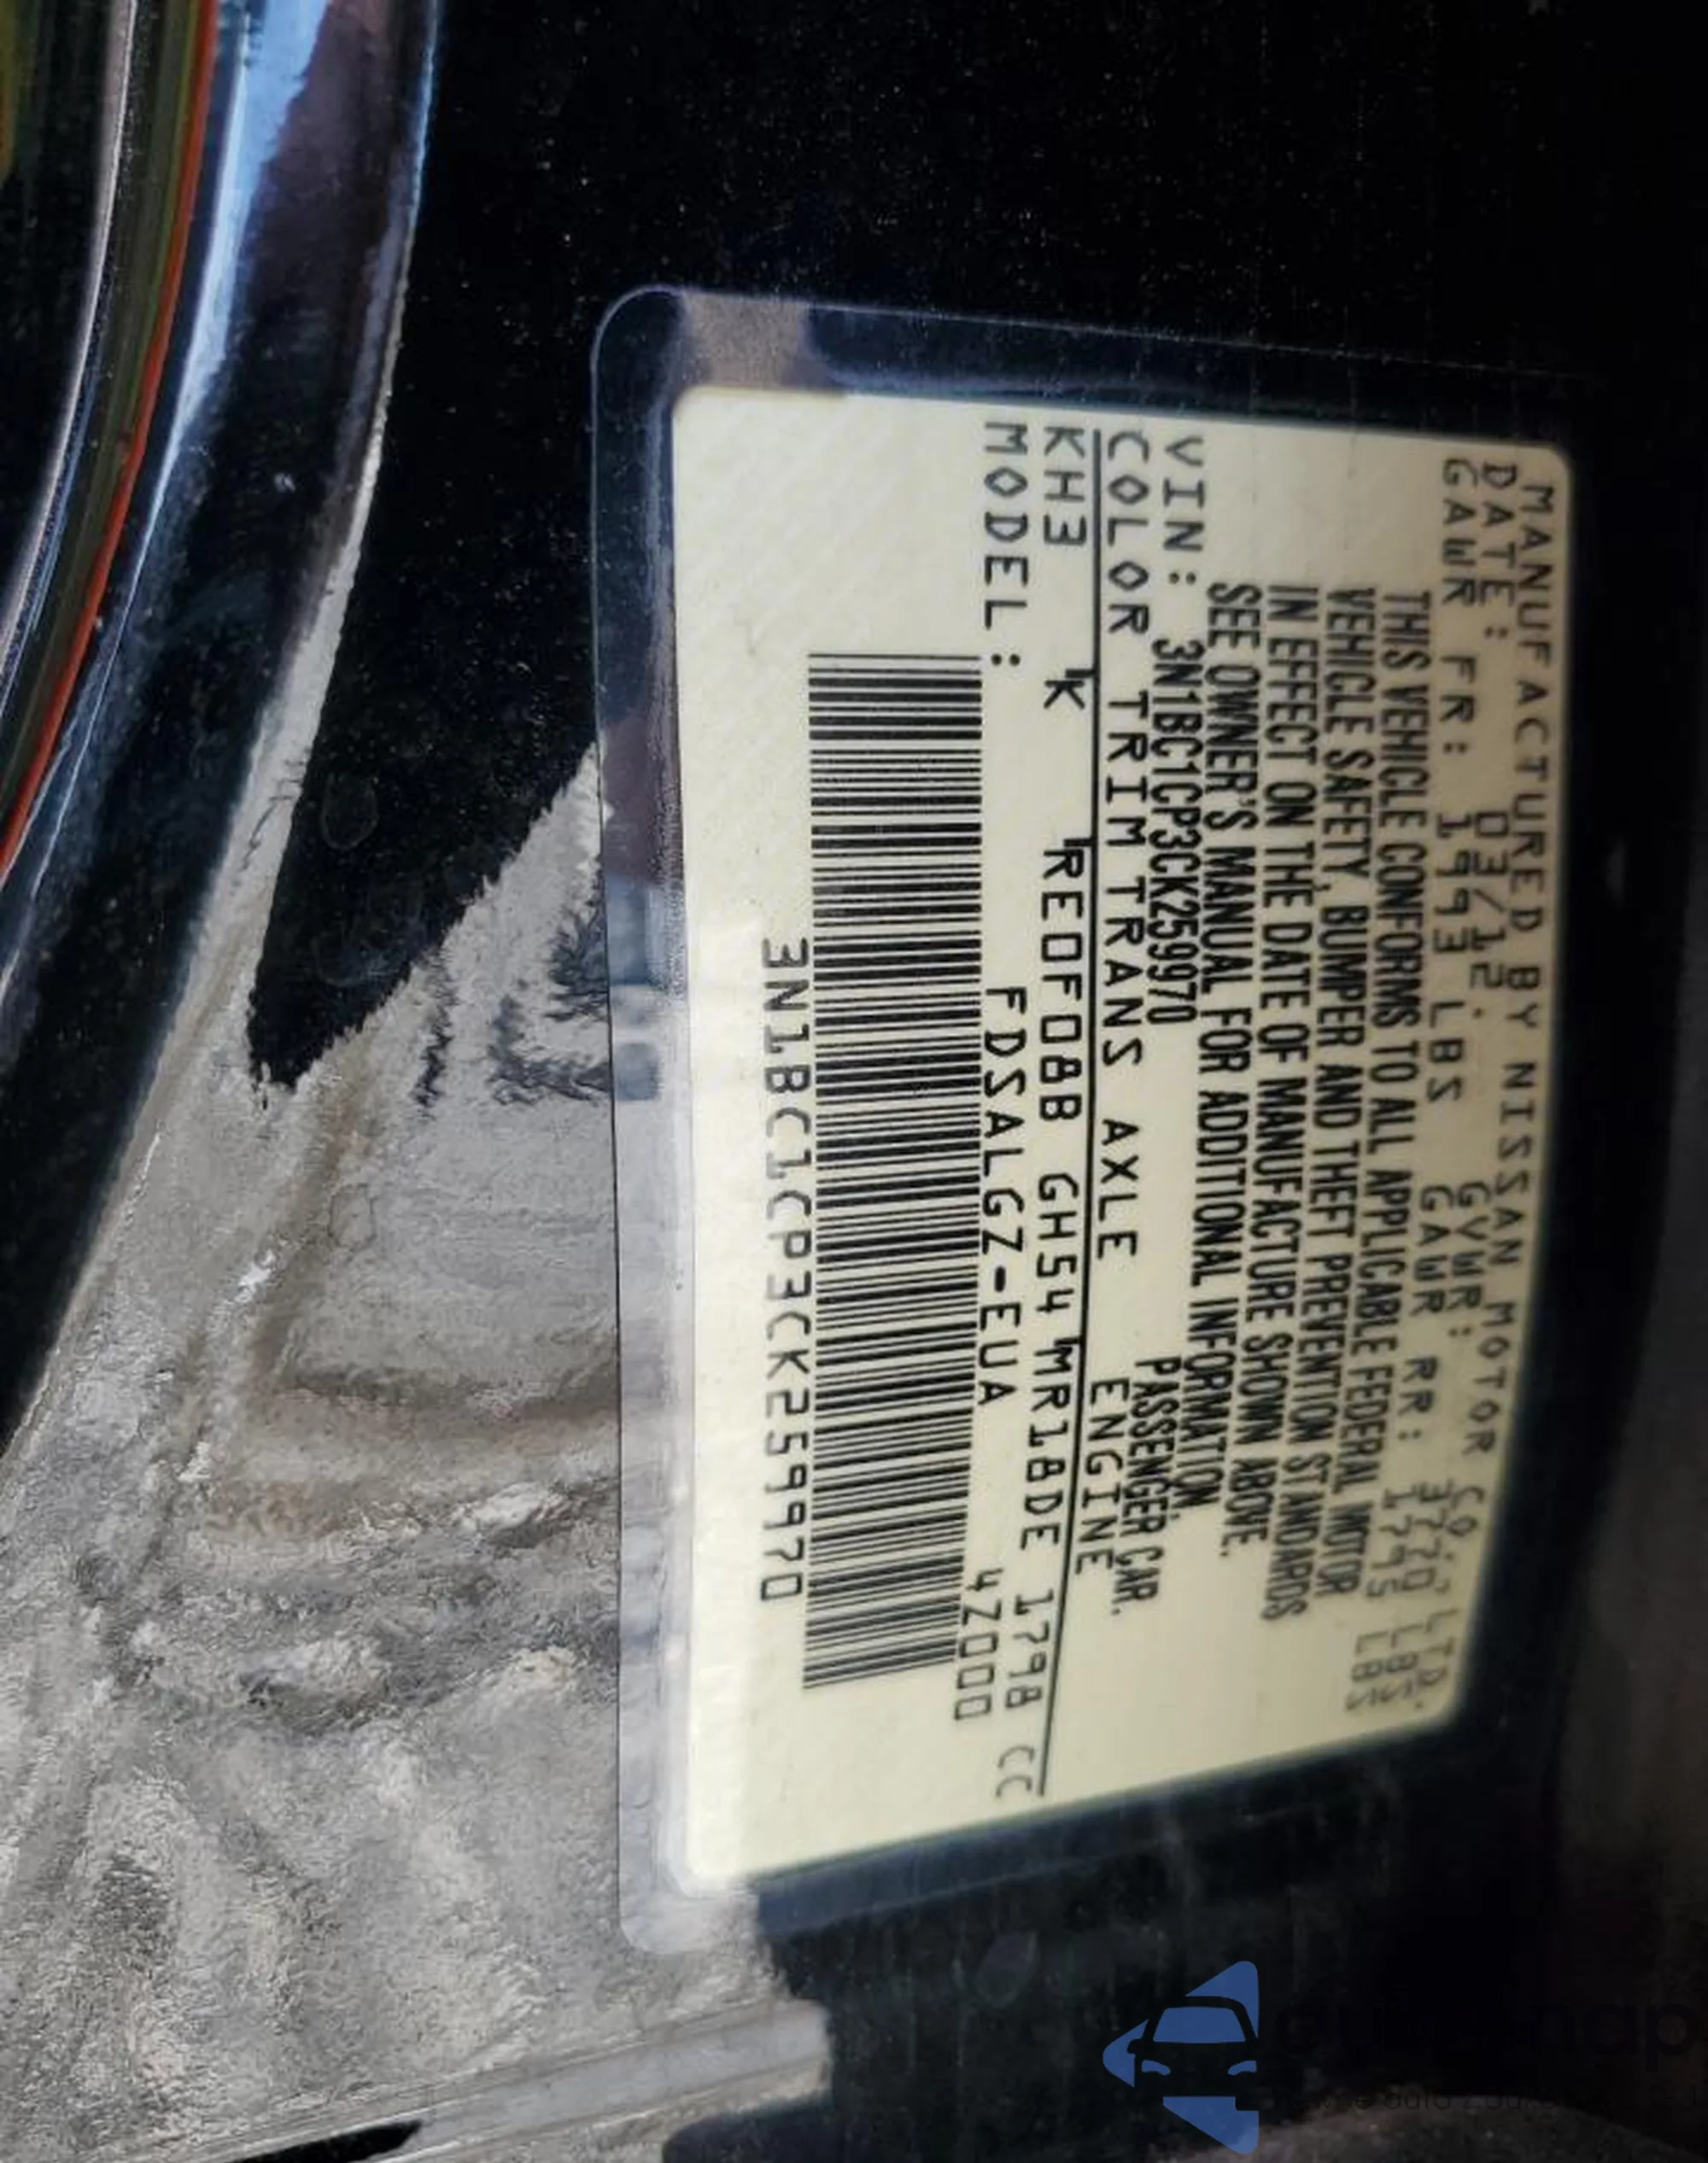 MANUFACTURED BY NISSAN MOTOR CO., LTD.
DATE: 03/12. GVWR: 3770 LBS.
GAWR FR: 1993 LBS GAWR RR: 1795 LBS
THIS VEHICLE CONFORMS TO ALL APPLICABLE FEDERAL MOTOR
VEHICLE SAFETY, BUMPER AND THEFT PREVENTION STANDARDS
IN EFFECT ON THE DATE OF MANUFACTURE SHOWN ABOVE.
SEE OWNER'S MANUAL FOR ADDITIONAL INFORMATION.
VIN: 3N1BC1CP3CK259970 PASSENGER CAR.
COLOR TRIM TRANS AXLE ENGINE
KH3 K RE0F08B GH54 MR18DE 1798 CC
MODEL: FDSALGZ-EUA 4Z000
3N1BC1CP3CK259970